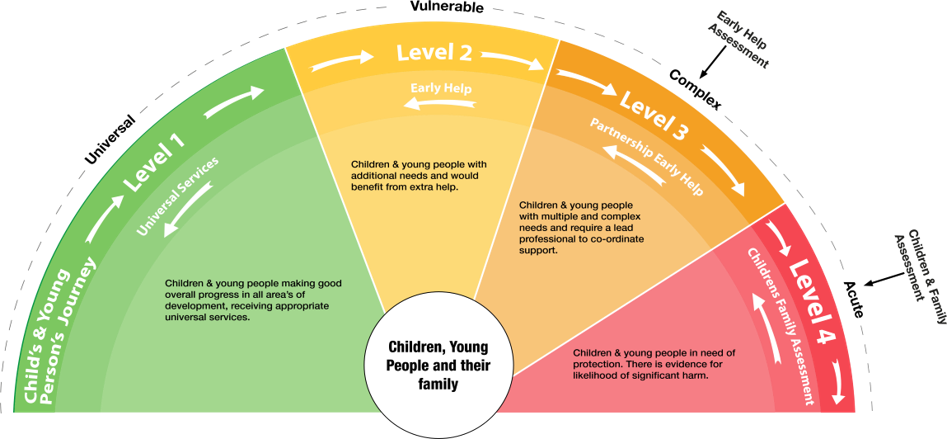 Universal
Vulnerable
Complex
Acute
Early Help
Assessment
Children & Family
Assessment
Child's & Young
Person's Journey
Level 1
Universal Services
Children & young people making good
overall progress in all area's of
development, receiving appropriate
universal services.
Level 2
Early Help
Children & young people with
additional needs and would
benefit from extra help.
Level 3
Partnership Early Help
Children & young people
with multiple and complex
needs and require a lead
professional to co-ordinate
support.
Level 4
Childrens Family Assessment
Children & young people in need of
protection. There is evidence for
likelihood of significant harm.
Children, Young
People and their
family